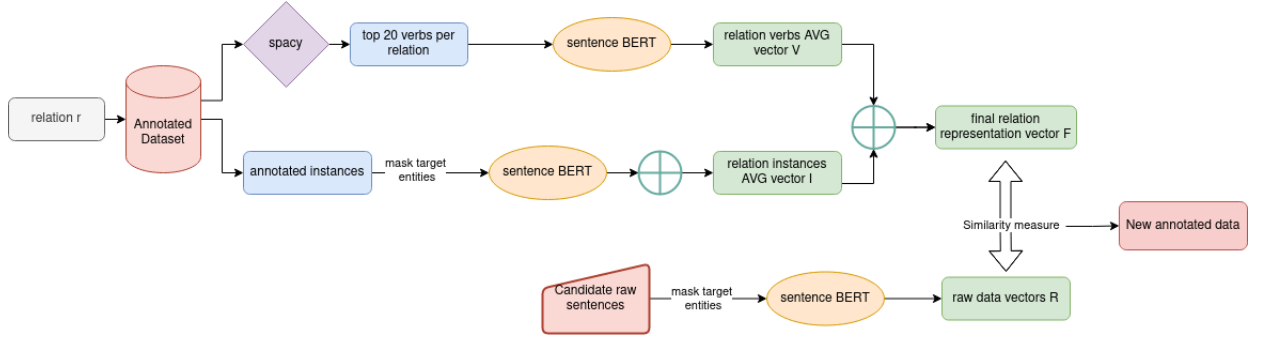 spacy
top 20 verbs per
relation
sentence BERT
relation verbs AVG
vector V
relation r
Annotated
Dataset
final relation
representation vector F
annotated instances
mask target
entities
sentence BERT
relation instances
AVG vector I
Similarity measure
New annotated data
Candidate raw
sentences
mask target
entities
sentence BERT
raw data vectors R